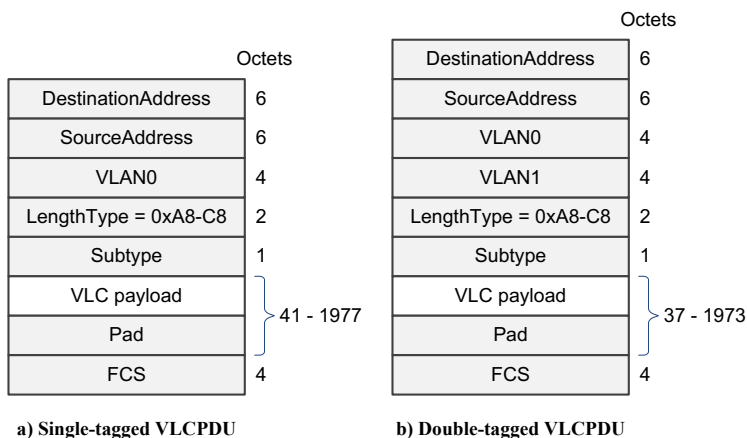 Octets
DestinationAddress 6
SourceAddress 6
VLAN0 4
LengthType = 0xA8-C8 2
Subtype 1
VLC payload
41 - 1977
Pad
FCS 4
a) Single-tagged VLCPDU
Octets
DestinationAddress 6
SourceAddress 6
VLAN0 4
VLAN1 4
LengthType = 0xA8-C8 2
Subtype 1
VLC payload
37 - 1973
Pad
FCS 4
b) Double-tagged VLCPDU